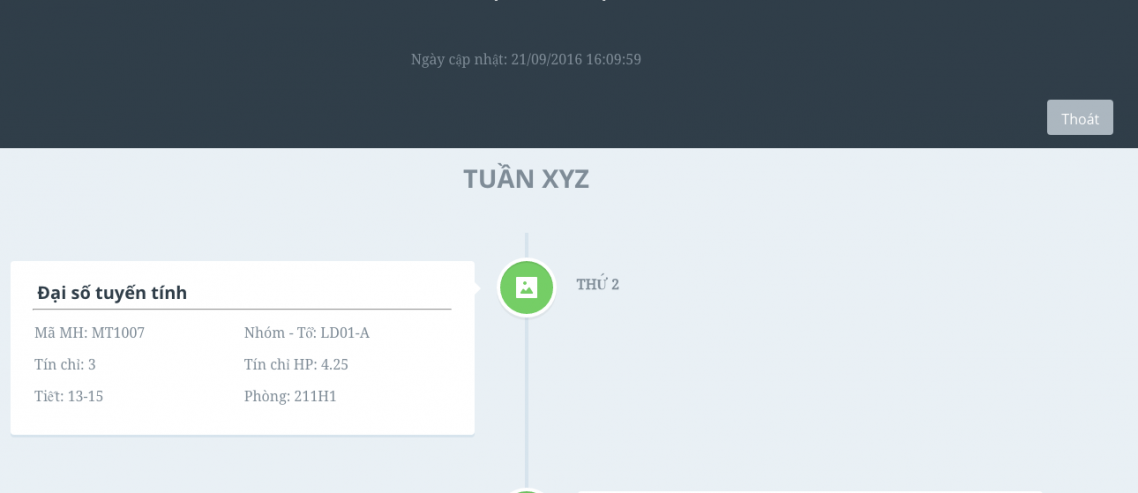 Ngày cập nhật: 21/09/2016 16:09:59
Thoát
TUẦN XYZ
Đại số tuyến tính
THỨ 2
Mã MH: MT1007 Nhóm - Tổ: LD01-A
Tín chỉ: 3 Tín chỉ HP: 4.25
Tiết: 13-15 Phòng: 211H1